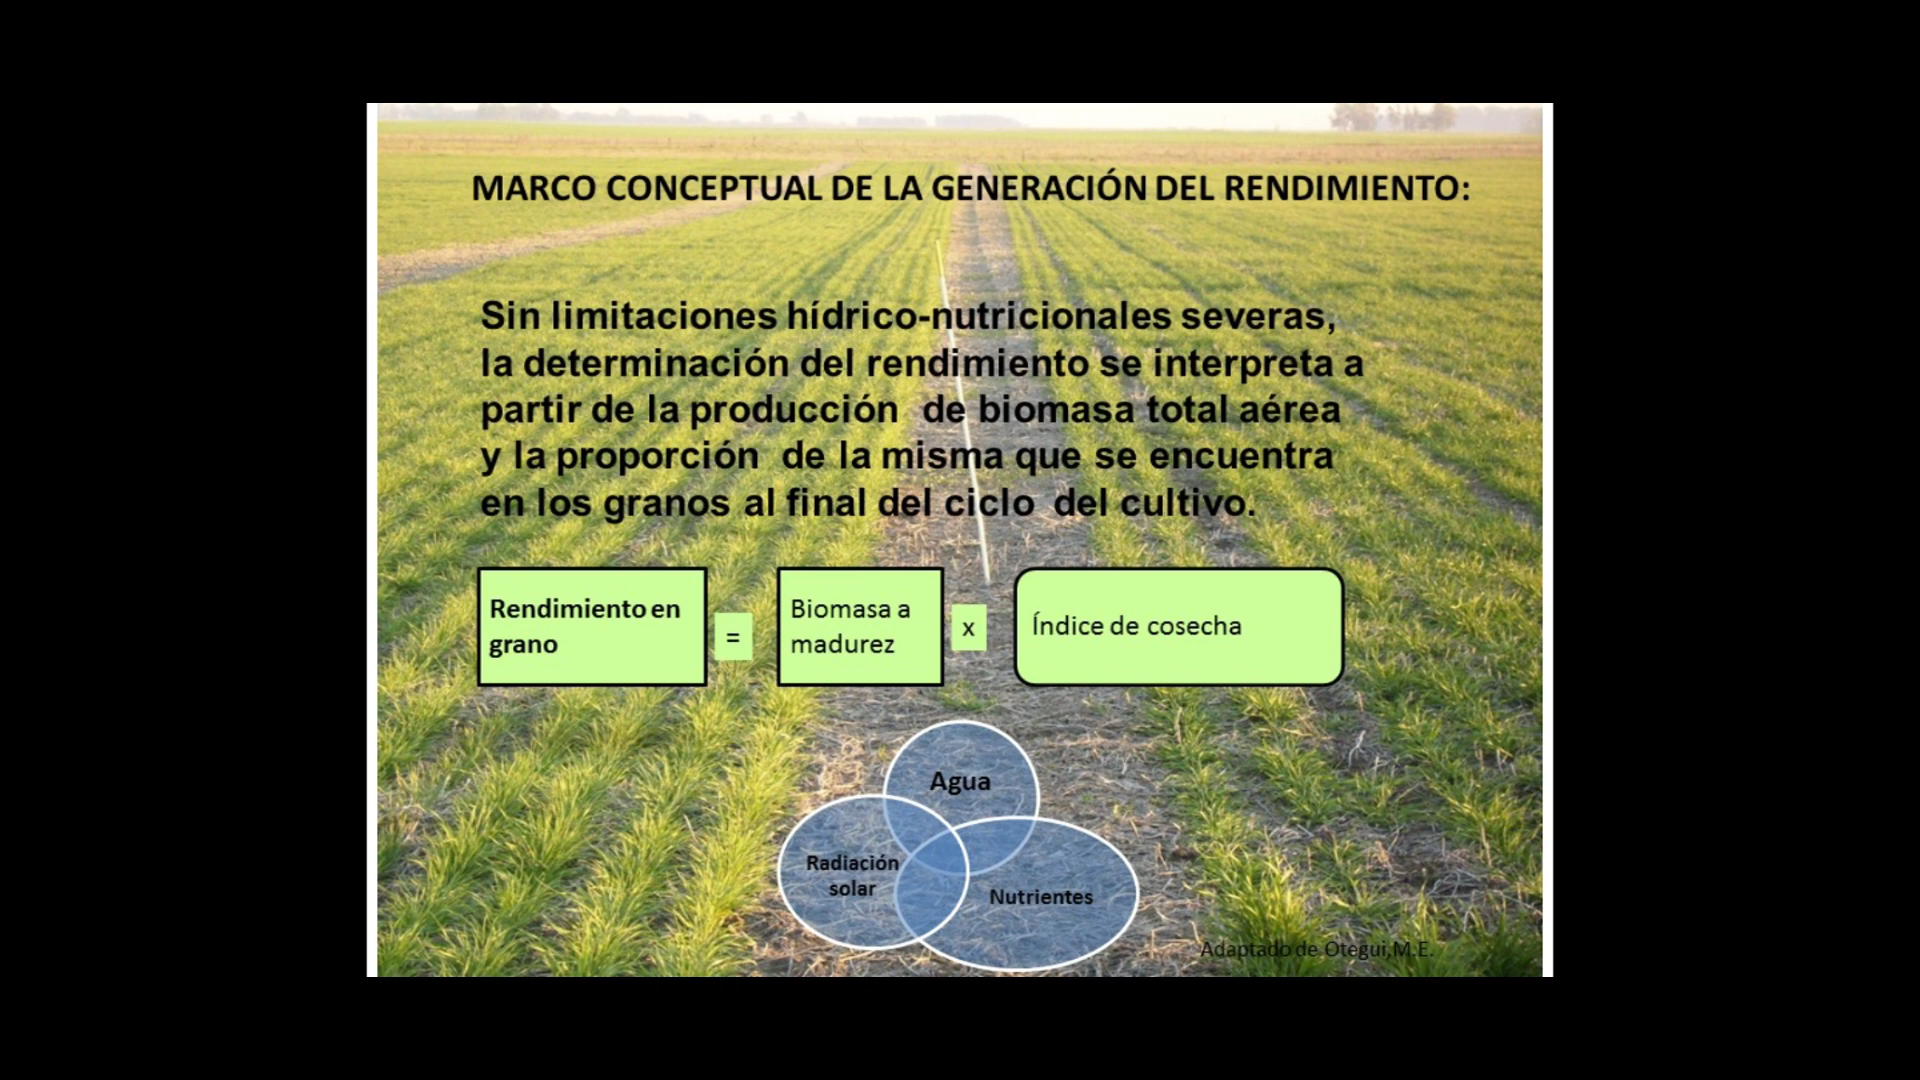 MARCO CONCEPTUAL DE LA GENERACIÓN DEL RENDIMIENTO:
Sin limitaciones hídrico-nutricionales severas,
la determinación del rendimiento se interpreta a
partir de la producción de biomasa total aérea
y la proporción de la misma que se encuentra
en los granos al final del ciclo del cultivo.
Rendimiento en
grano
=
Biomasa a
madurez
x
Índice de cosecha
Agua
Radiación
solar
Nutrientes
Adaptado de Otegui,M.E.